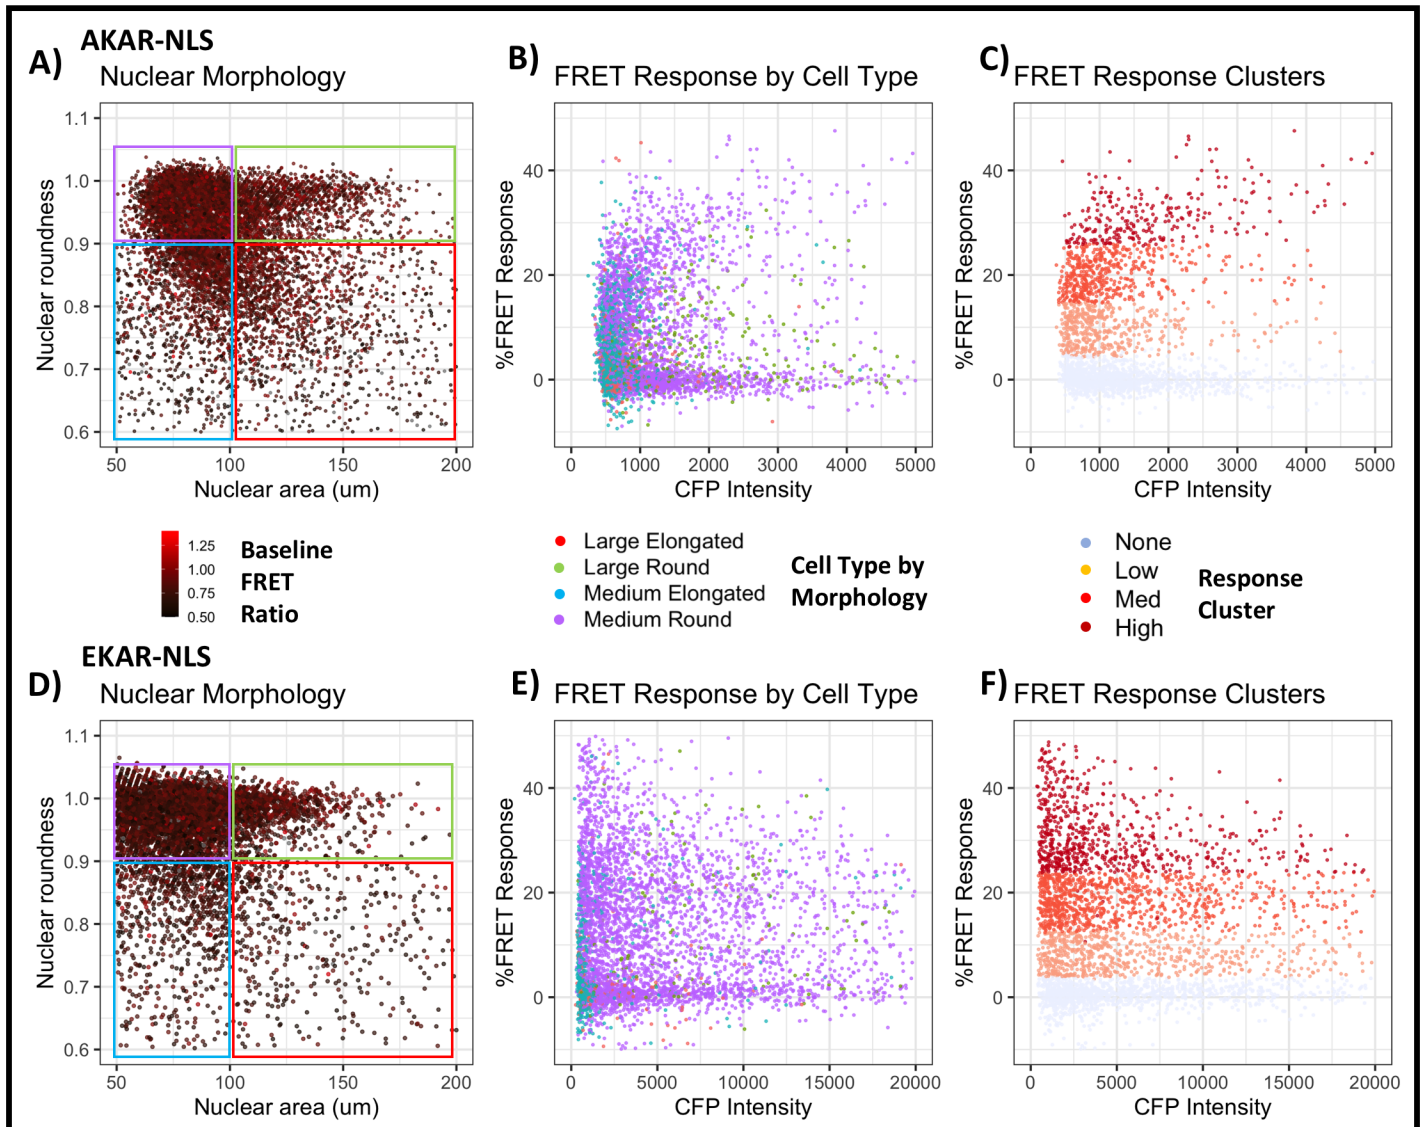 AKAR-NLS
A)
Nuclear Morphology
1.1
1.0
0.9
0.8
0.7
0.6
Nuclear roundness
50 100 150 200
Nuclear area (um)
B)
FRET Response by Cell Type
40
20
0
%FRET Response
0 1000 2000 3000 4000 5000
CFP Intensity
C)
FRET Response Clusters
40
20
0
%FRET Response
0 1000 2000 3000 4000 5000
CFP Intensity
1.25
1.00
0.75
0.50
Baseline
FRET
Ratio
Large Elongated
Large Round
Medium Elongated
Medium Round
Cell Type by
Morphology
None
Low
Med
High
Response
Cluster
EKAR-NLS
D)
Nuclear Morphology
1.1
1.0
0.9
0.8
0.7
0.6
Nuclear roundness
50 100 150 200
Nuclear area (um)
E)
FRET Response by Cell Type
40
20
0
%FRET Response
0 5000 10000 15000 20000
CFP Intensity
F)
FRET Response Clusters
40
20
0
%FRET Response
0 5000 10000 15000 20000
CFP Intensity